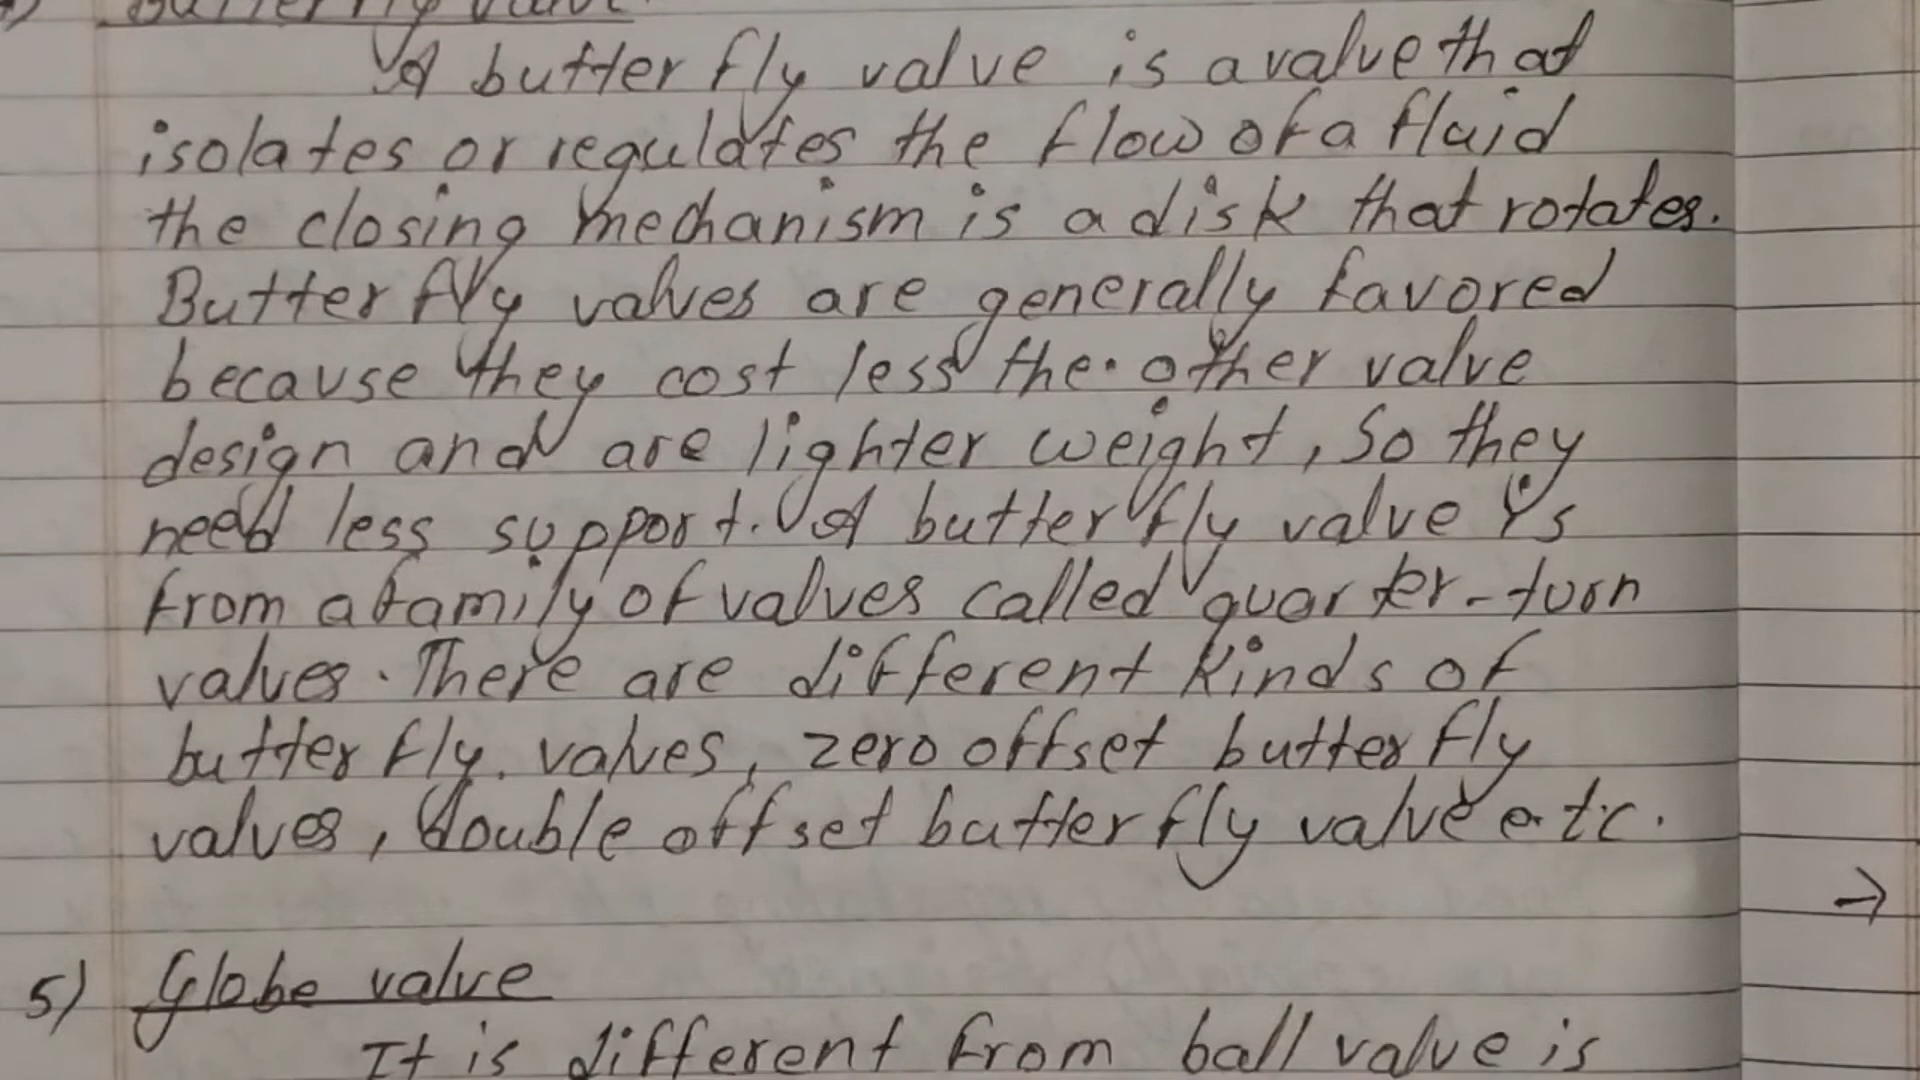 Butterfly valve
A butterfly valve is a valve that
isolates or regulates the flow of a fluid
the closing mechanism is a disk that rotates.
Butterfly valves are generally favored
because they cost less the other valve
design and are lighter weight, so they
need less support. A butterfly valve is
from a family of valves called quarter-turn
valves. There are different kinds of
butterfly valves, zero offset butterfly
valves, double offset butterfly valve etc.
→
5) Globe valve
It is different from ball valve is